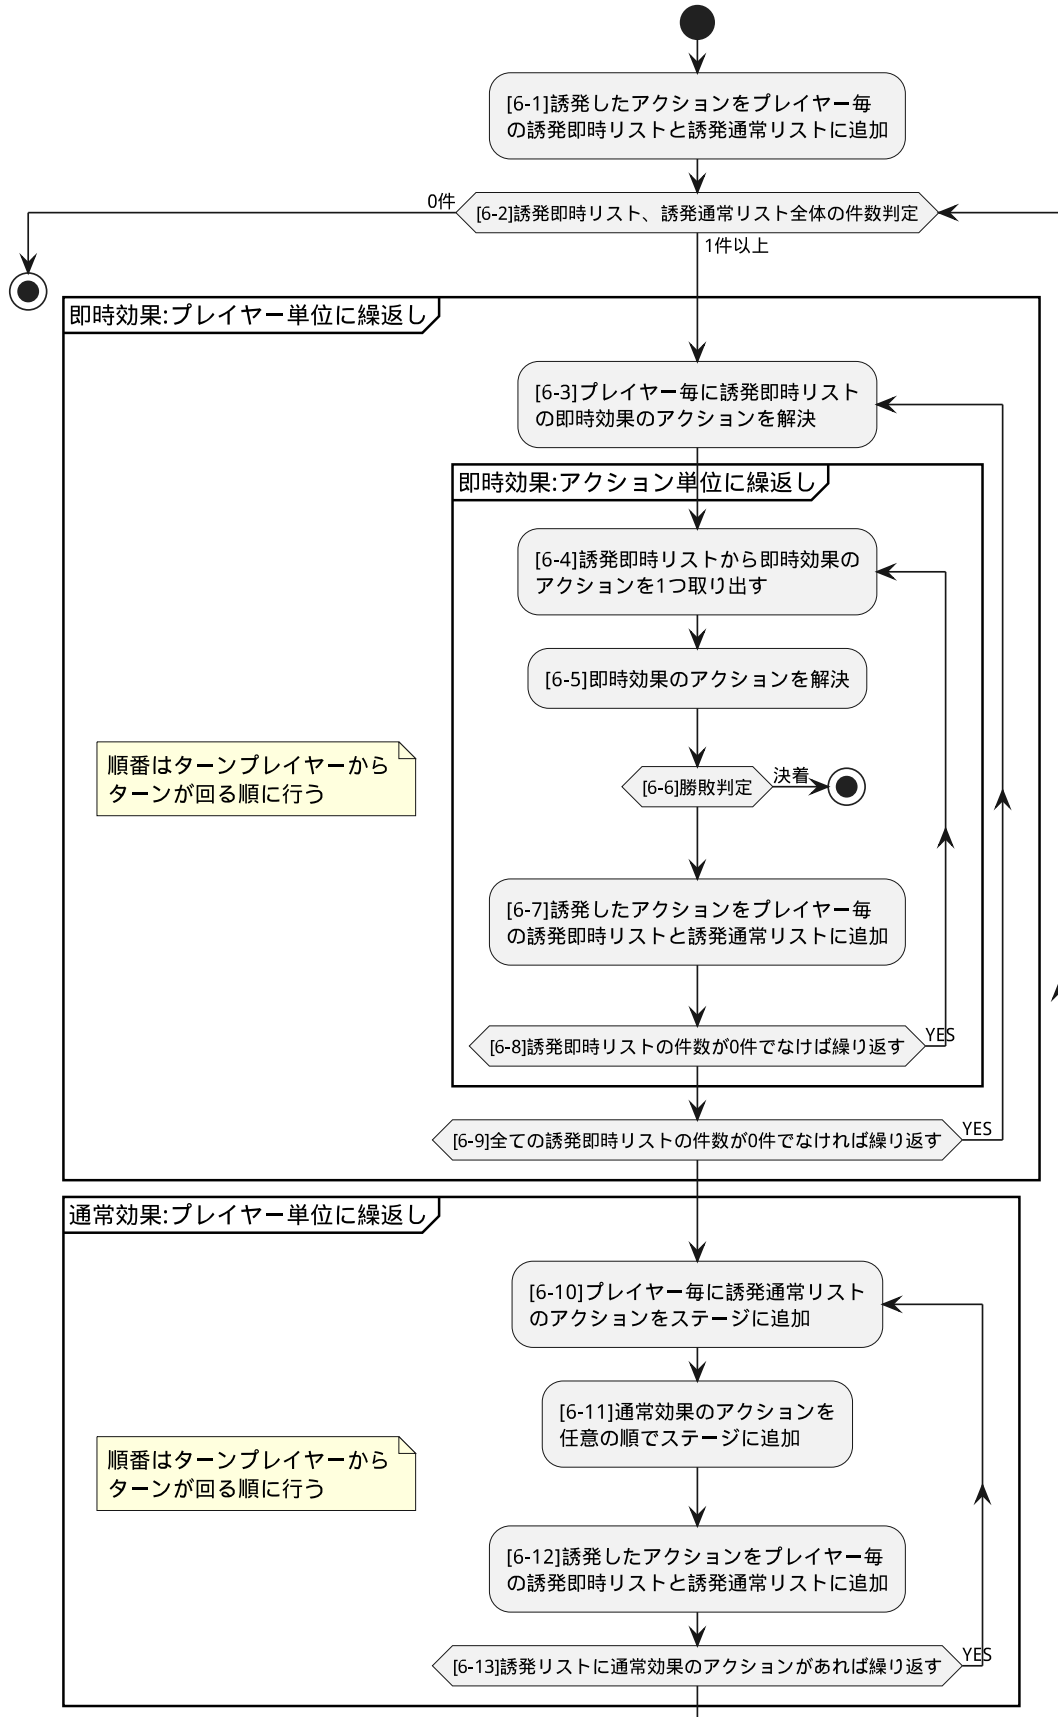 [6-1]誘発したアクションをプレイヤー毎
の誘発即時リストと誘発通常リストに追加
0件
[6-2]誘発即時リスト、誘発通常リスト全体の件数判定
1件以上
即時効果:プレイヤー単位に繰返し
[6-3]プレイヤー毎に誘発即時リスト
の即時効果のアクションを解決
即時効果:アクション単位に繰返し
[6-4]誘発即時リストから即時効果の
アクションを1つ取り出す
[6-5]即時効果のアクションを解決
順番はターンプレイヤーから
ターンが回る順に行う
[6-6]勝敗判定
決着
[6-7]誘発したアクションをプレイヤー毎
の誘発即時リストと誘発通常リストに追加
[6-8]誘発即時リストの件数が0件でなけば繰り返す
YES
[6-9]全ての誘発即時リストの件数が0件でなければ繰り返す
YES
通常効果:プレイヤー単位に繰返し
[6-10]プレイヤー毎に誘発通常リスト
のアクションをステージに追加
[6-11]通常効果のアクションを
任意の順でステージに追加
順番はターンプレイヤーから
ターンが回る順に行う
[6-12]誘発したアクションをプレイヤー毎
の誘発即時リストと誘発通常リストに追加
[6-13]誘発リストに通常効果のアクションがあれば繰り返す
YES